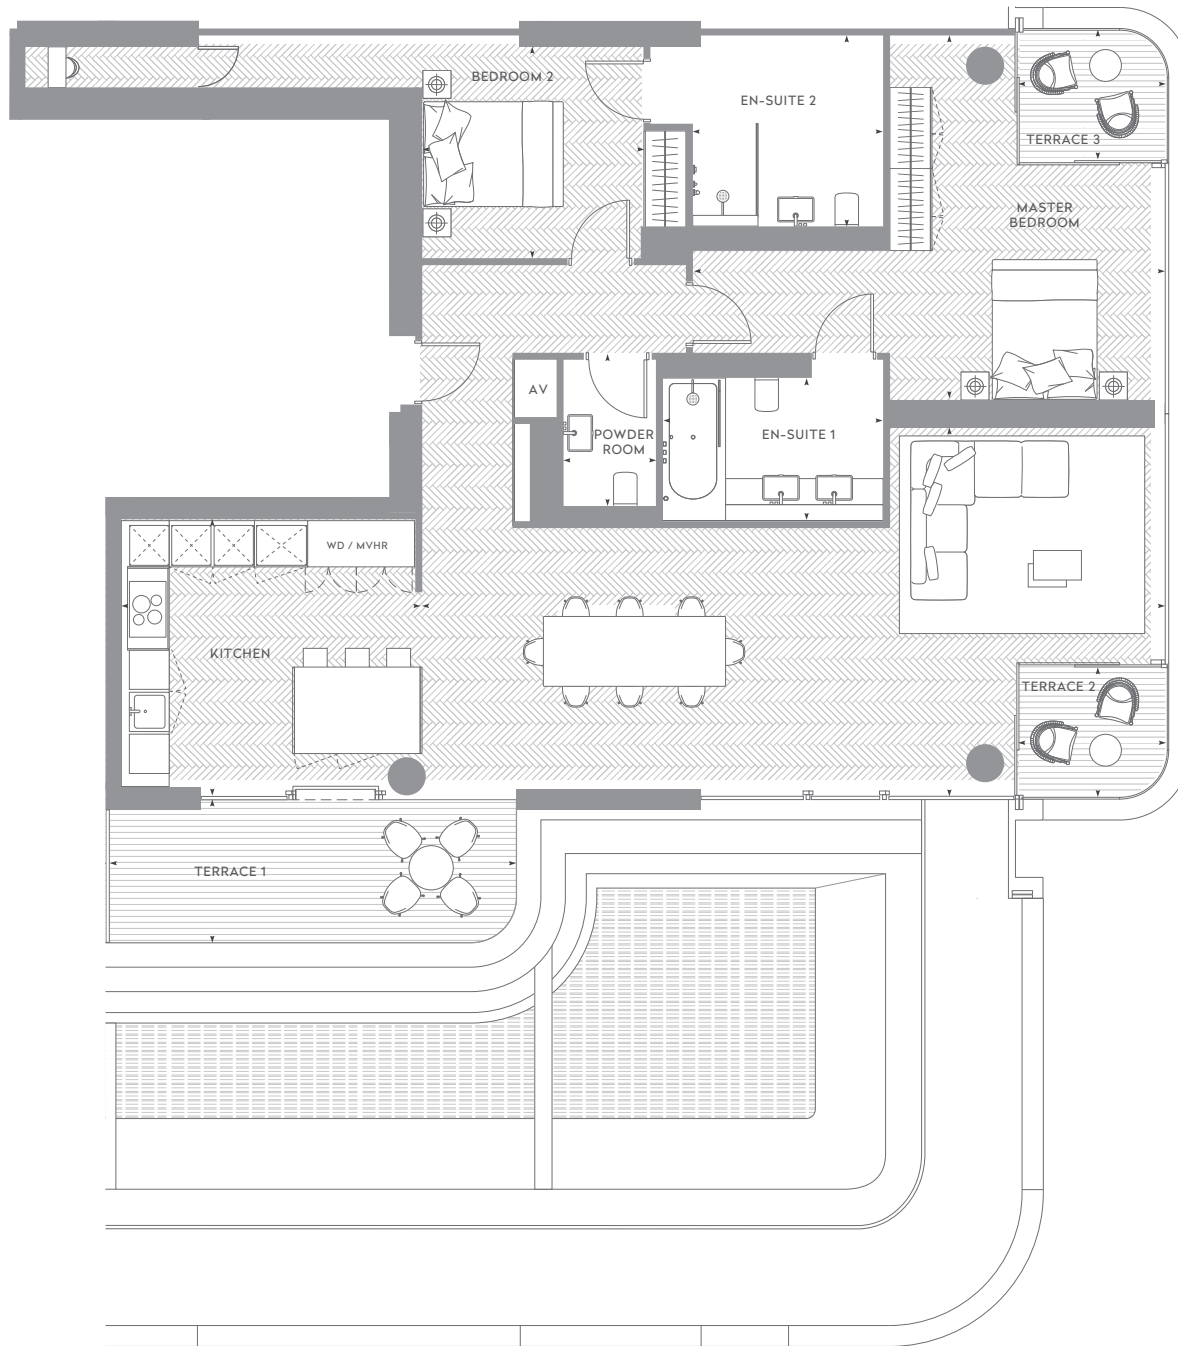 BEDROOM 2
EN-SUITE 2
TERRACE 3
MASTER
BEDROOM
AV
POWDER
ROOM
EN-SUITE 1
WD / MVHR
KITCHEN
TERRACE 2
TERRACE 1